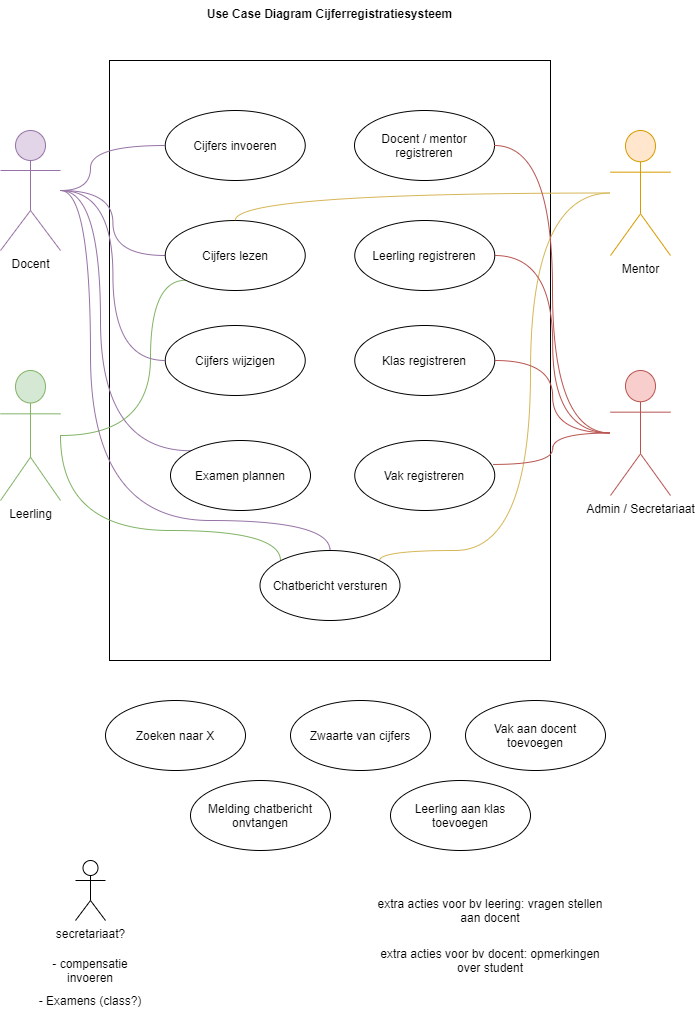 Use Case Diagram Cijferregistratiesysteem
Cijfers invoeren
Docent / mentor
registreren
Docent
Cijfers lezen
Leerling registreren
Mentor
Cijfers wijzigen
Klas registreren
Leerling
Examen plannen
Vak registreren
Admin / Secretariaat
Chatbericht versturen
Zoeken naar X
Zwaarte van cijfers
Vak aan docent
toevoegen
Melding chatbericht
onvtangen
Leerling aan klas
toevoegen
secretariaat?
- compensatie
invoeren
- Examens (class?)
extra acties voor bv leering: vragen stellen
aan docent
extra acties voor bv docent: opmerkingen
over student